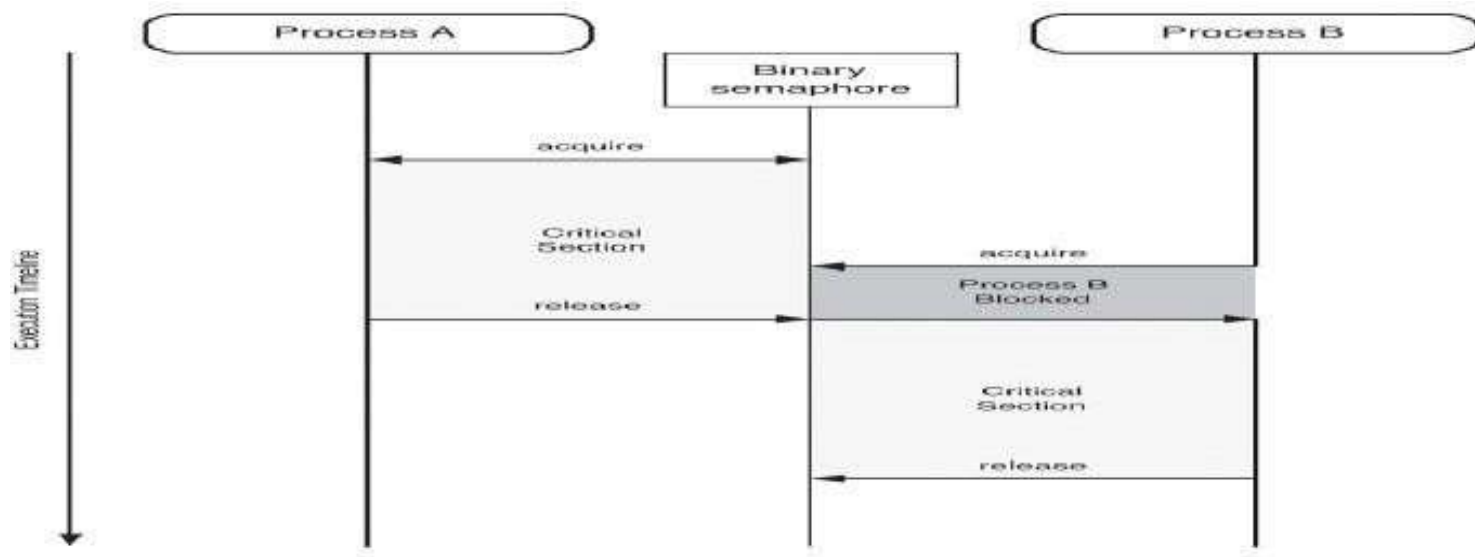 Process A
Process B
Binary
semaphore
acquire
Critical
Section
acquire
Process B
Blocked
release
Critical
Section
release
Execution Timeline